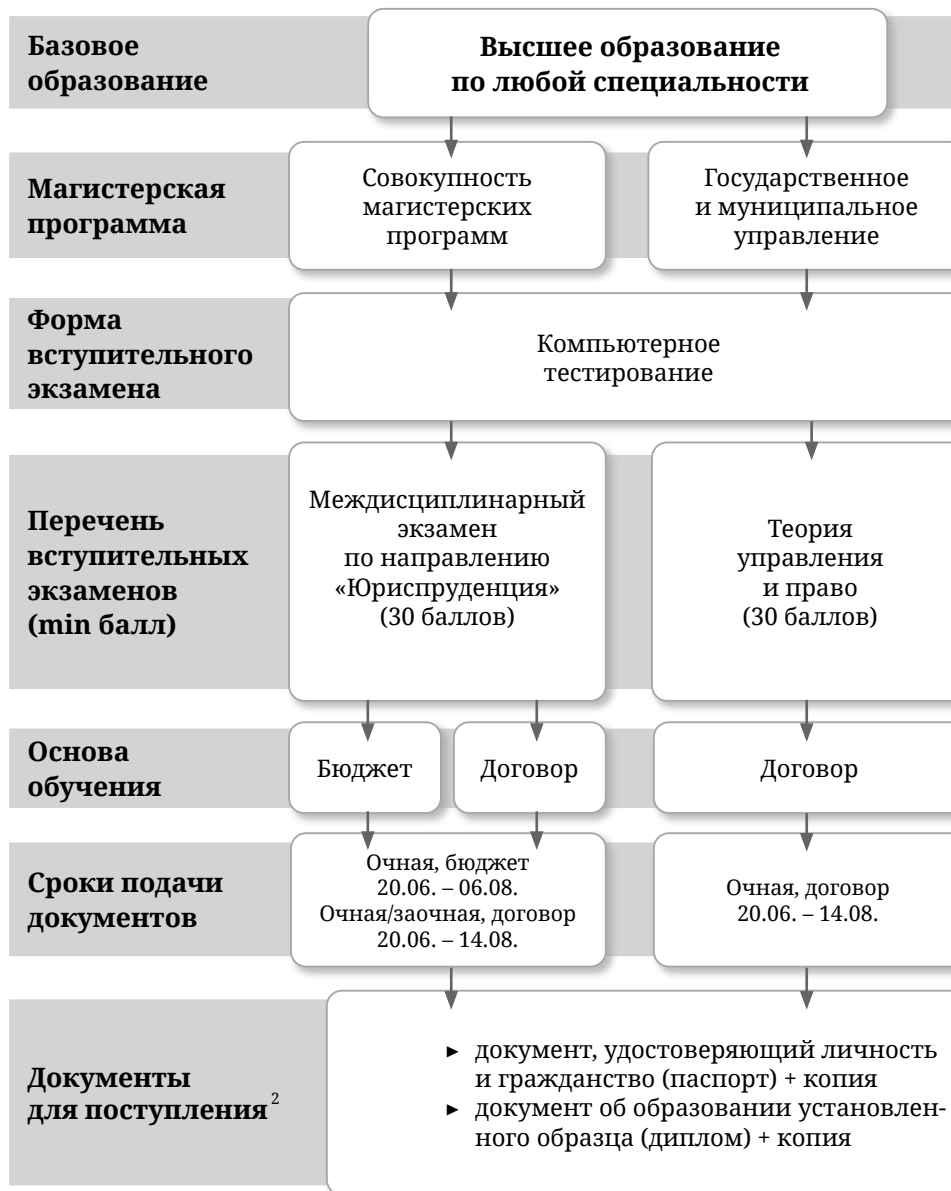 Базовое
образование
Высшее образование
по любой специальности
Магистерская
программа
Совокупность
магистерских
программ
Государственное
и муниципальное
управление
Форма
вступительного
экзамена
Компьютерное
тестирование
Перечень
вступительных
экзаменов
(min балл)
Междисциплинарный
экзамен
по направлению
«Юриспруденция»
(30 баллов)
Теория
управления
и право
(30 баллов)
Основа
обучения
Бюджет
Договор
Договор
Сроки подачи
документов
Очная, бюджет
20.06. – 06.08.
Очная/заочная, договор
20.06. – 14.08.
Очная, договор
20.06. – 14.08.
Документы
для поступления²
► документ, удостоверяющий личность
и гражданство (паспорт) + копия
► документ об образовании установлен-
ного образца (диплом) + копия